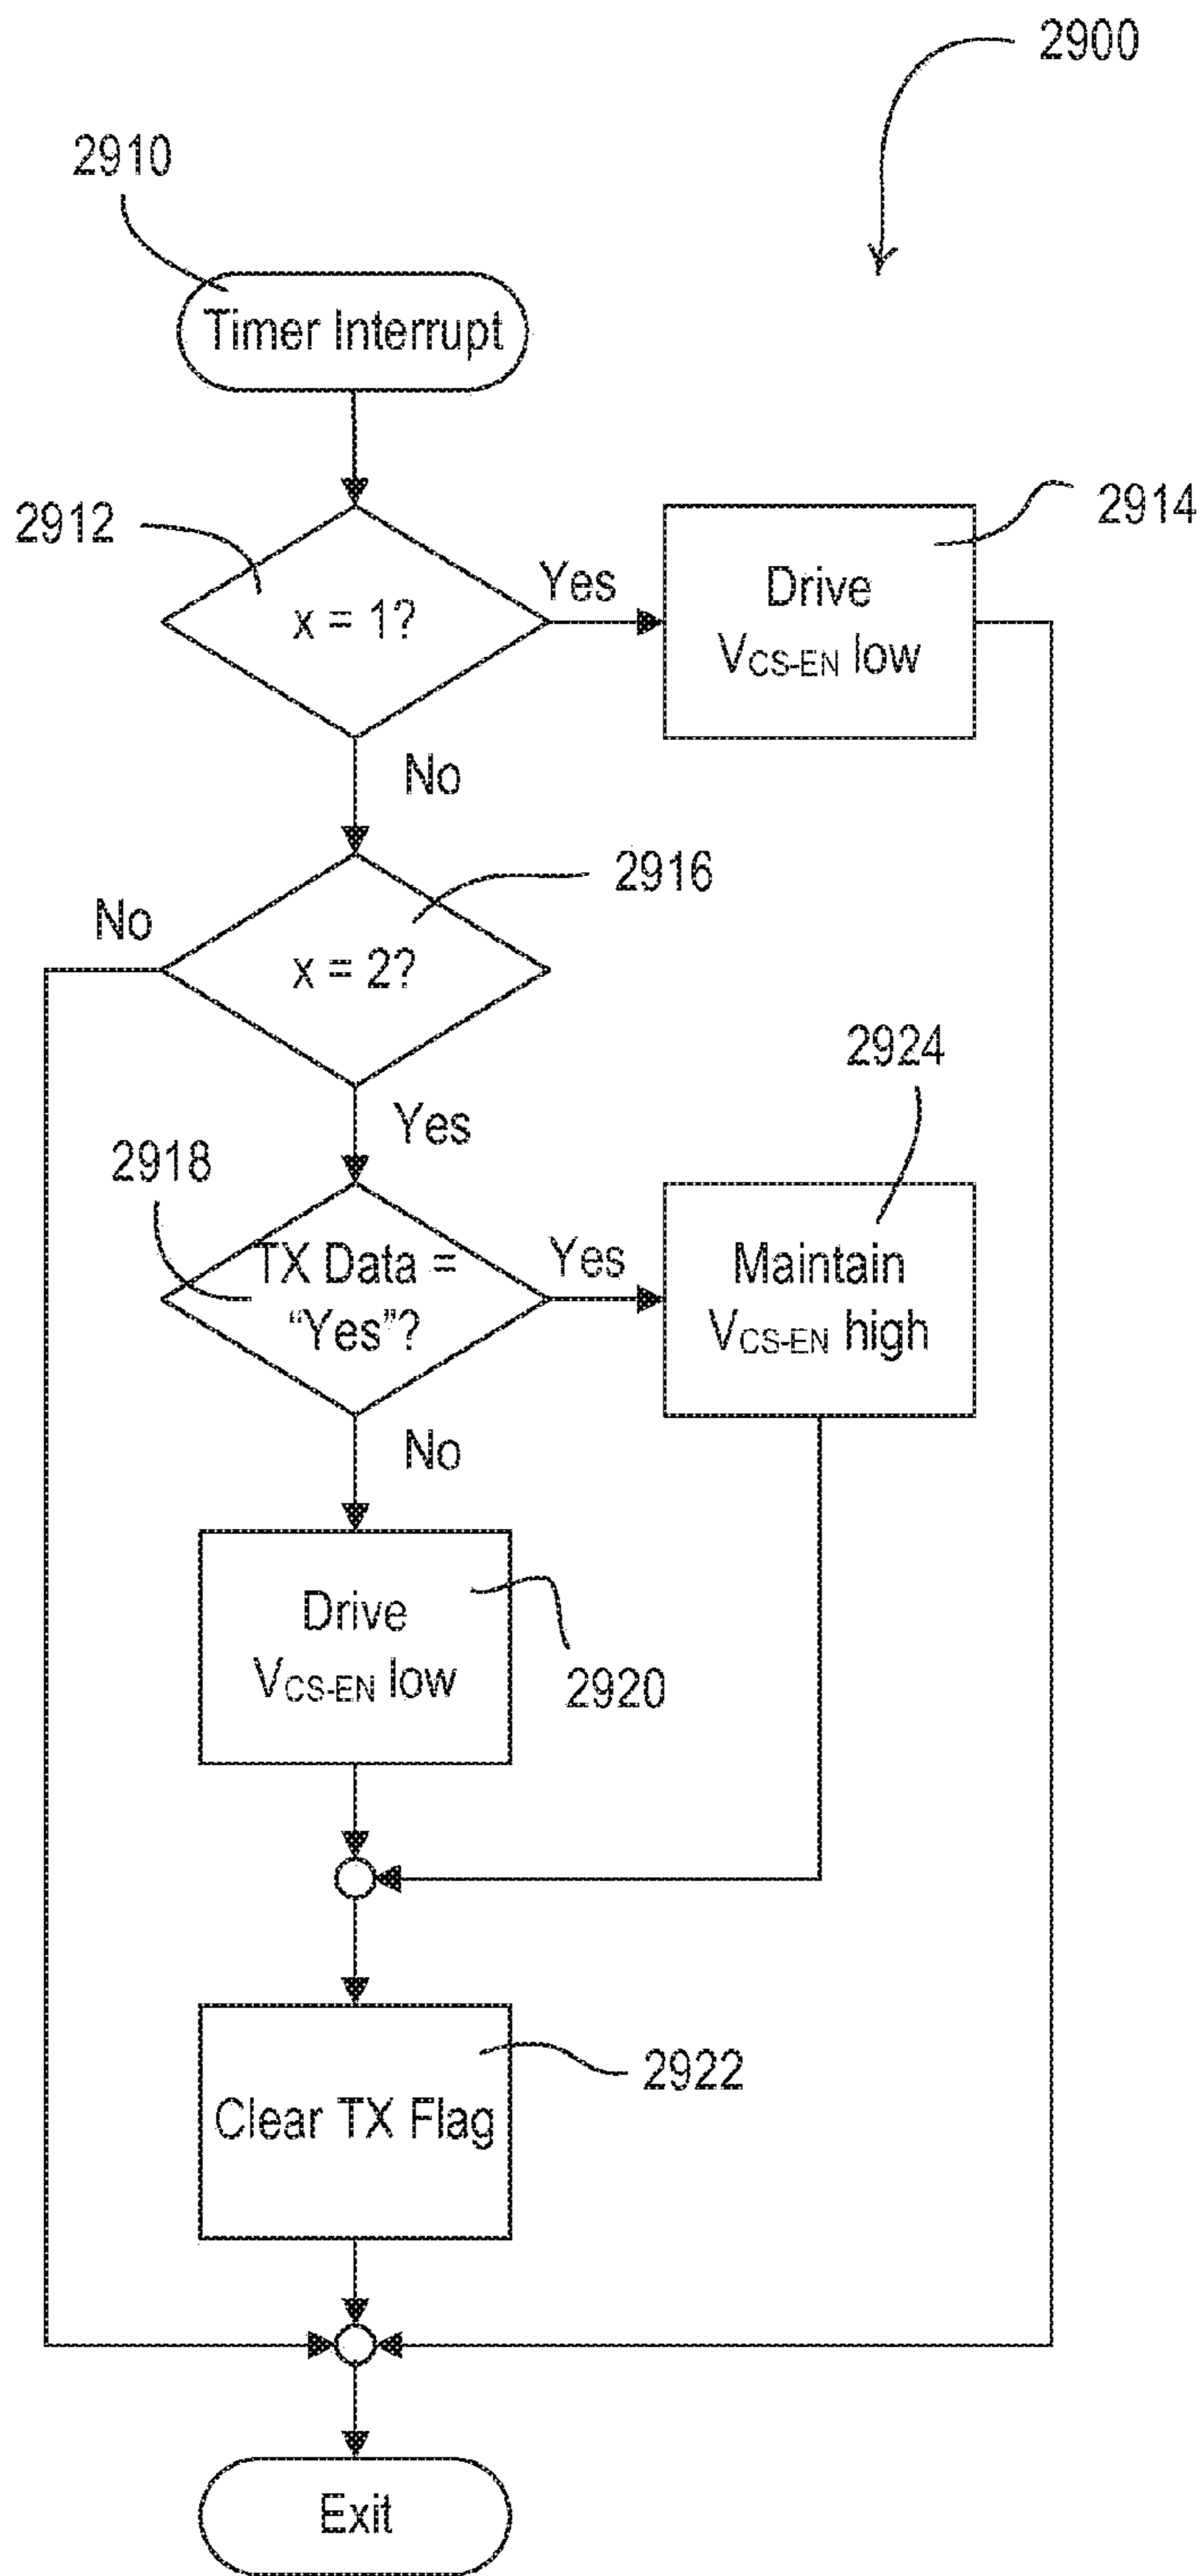 2900
2910
Timer Interrupt
2912
x = 1?
Yes
2914
Drive
VCS-EN low
No
2916
No
x = 2?
2924
Yes
2918
TX Data =
“Yes”?
Yes
Maintain
VCS-EN high
No
Drive
VCS-EN low
2920
2922
Clear TX Flag
Exit